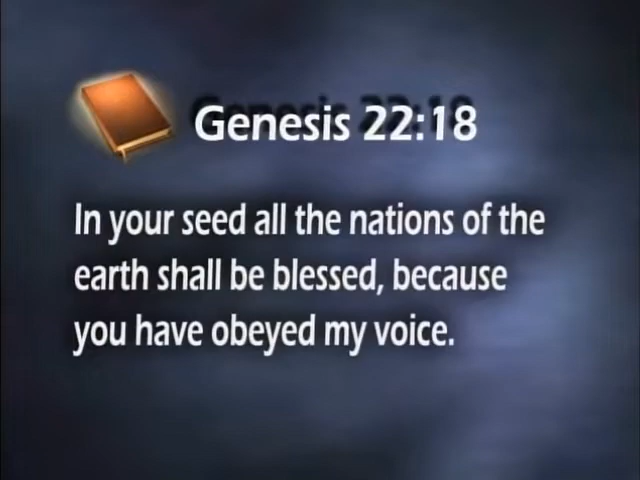 Genesis 22:18
In your seed all the nations of the
earth shall be blessed, because
you have obeyed my voice.